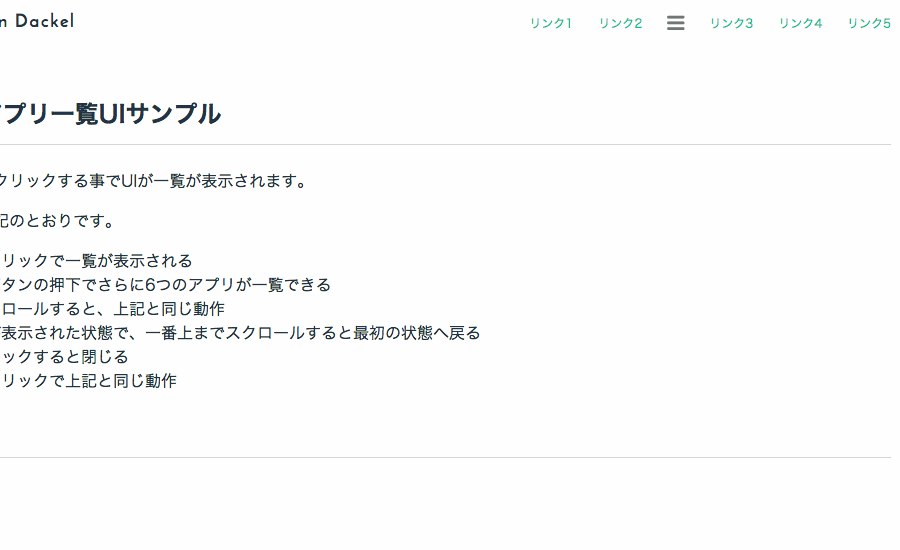 n Dackel
リンク1 リンク2 リンク3 リンク4 リンク5
プリ一覧UIサンプル
クリックする事でUIが一覧が表示されます。
記のとおりです。
リックで一覧が表示される
タンの押下でさらに6つのアプリが一覧できる
ロールすると、上記と同じ動作
表示された状態で、一番上までスクロールすると最初の状態へ戻る
ックすると閉じる
リックで上記と同じ動作